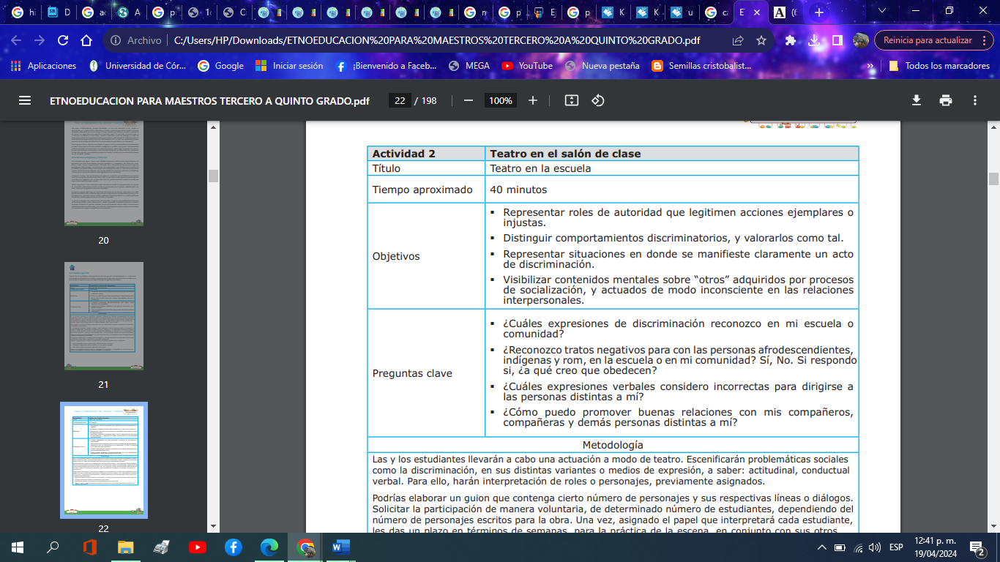 hi
D
ac
A
p
1c
C
m
p
Ej
p
K
K
u
ca
E
(6
Archivo
C:/Users/HP/Downloads/ETNOEDUCACION%20PARA%20MAESTROS%20TERCERO%20A%20QUINTO%20GRADO.pdf
Reinicia para actualizar
Aplicaciones
Universidad de Cór...
Google
Iniciar sesión
¡Bienvenido a Faceb...
MEGA
YouTube
Nueva pestaña
Semillas cristobalist...
»
Todos los marcadores
ETNOEDUCACION PARA MAESTROS TERCERO A QUINTO GRADO.pdf
22 / 198
100%
20
21
22
Actividad 2 Teatro en el salón de clase
Título Teatro en la escuela
Tiempo aproximado 40 minutos
Objetivos
▪ Representar roles de autoridad que legitimen acciones ejemplares o
injustas.
▪ Distinguir comportamientos discriminatorios, y valorarlos como tal.
▪ Representar situaciones en donde se manifieste claramente un acto
de discriminación.
▪ Visibilizar contenidos mentales sobre “otros” adquiridos por procesos
de socialización, y actuados de modo inconsciente en las relaciones
interpersonales.
Preguntas clave
▪ ¿Cuáles expresiones de discriminación reconozco en mi escuela o
comunidad?
▪ ¿Reconozco tratos negativos para con las personas afrodescendientes,
indígenas y rom, en la escuela o en mi comunidad? Sí, No. Si respondo
si, ¿a qué creo que obedecen?
▪ ¿Cuáles expresiones verbales considero incorrectas para dirigirse a
las personas distintas a mí?
▪ ¿Cómo puedo promover buenas relaciones con mis compañeros,
compañeras y demás personas distintas a mí?
Metodología
Las y los estudiantes llevarán a cabo una actuación a modo de teatro. Escenificarán problemáticas sociales
como la discriminación, en sus distintas variantes o medios de expresión, a saber: actitudinal, conductual
verbal. Para ello, harán interpretación de roles o personajes, previamente asignados.
Podrías elaborar un guion que contenga cierto número de personajes y sus respectivas líneas o diálogos.
Solicitar la participación de manera voluntaria, de determinado número de estudiantes, dependiendo del
número de personajes escritos para la obra. Una vez, asignado el papel que interpretará cada estudiante,
les das un plazo en términos de semanas, para la práctica de la escena, en conjunto con sus otros
ESP
12:41 p. m.
19/04/2024
2